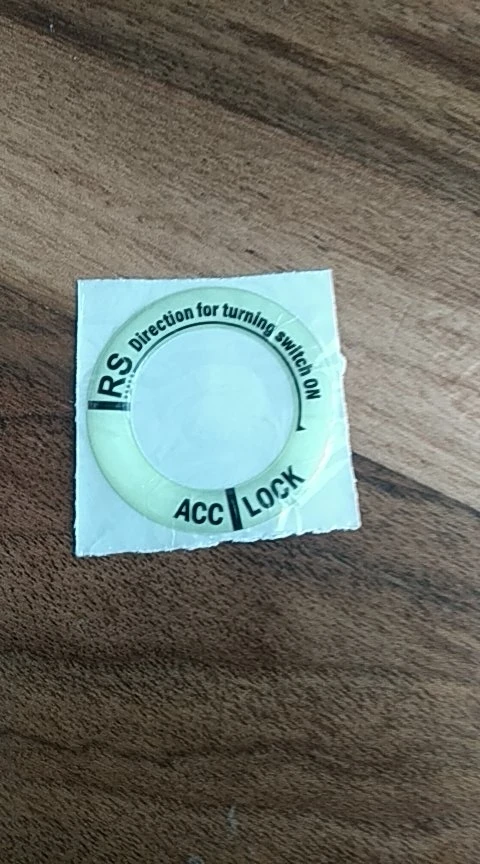 RS
Direction for turning switch ON
ACC
LOCK